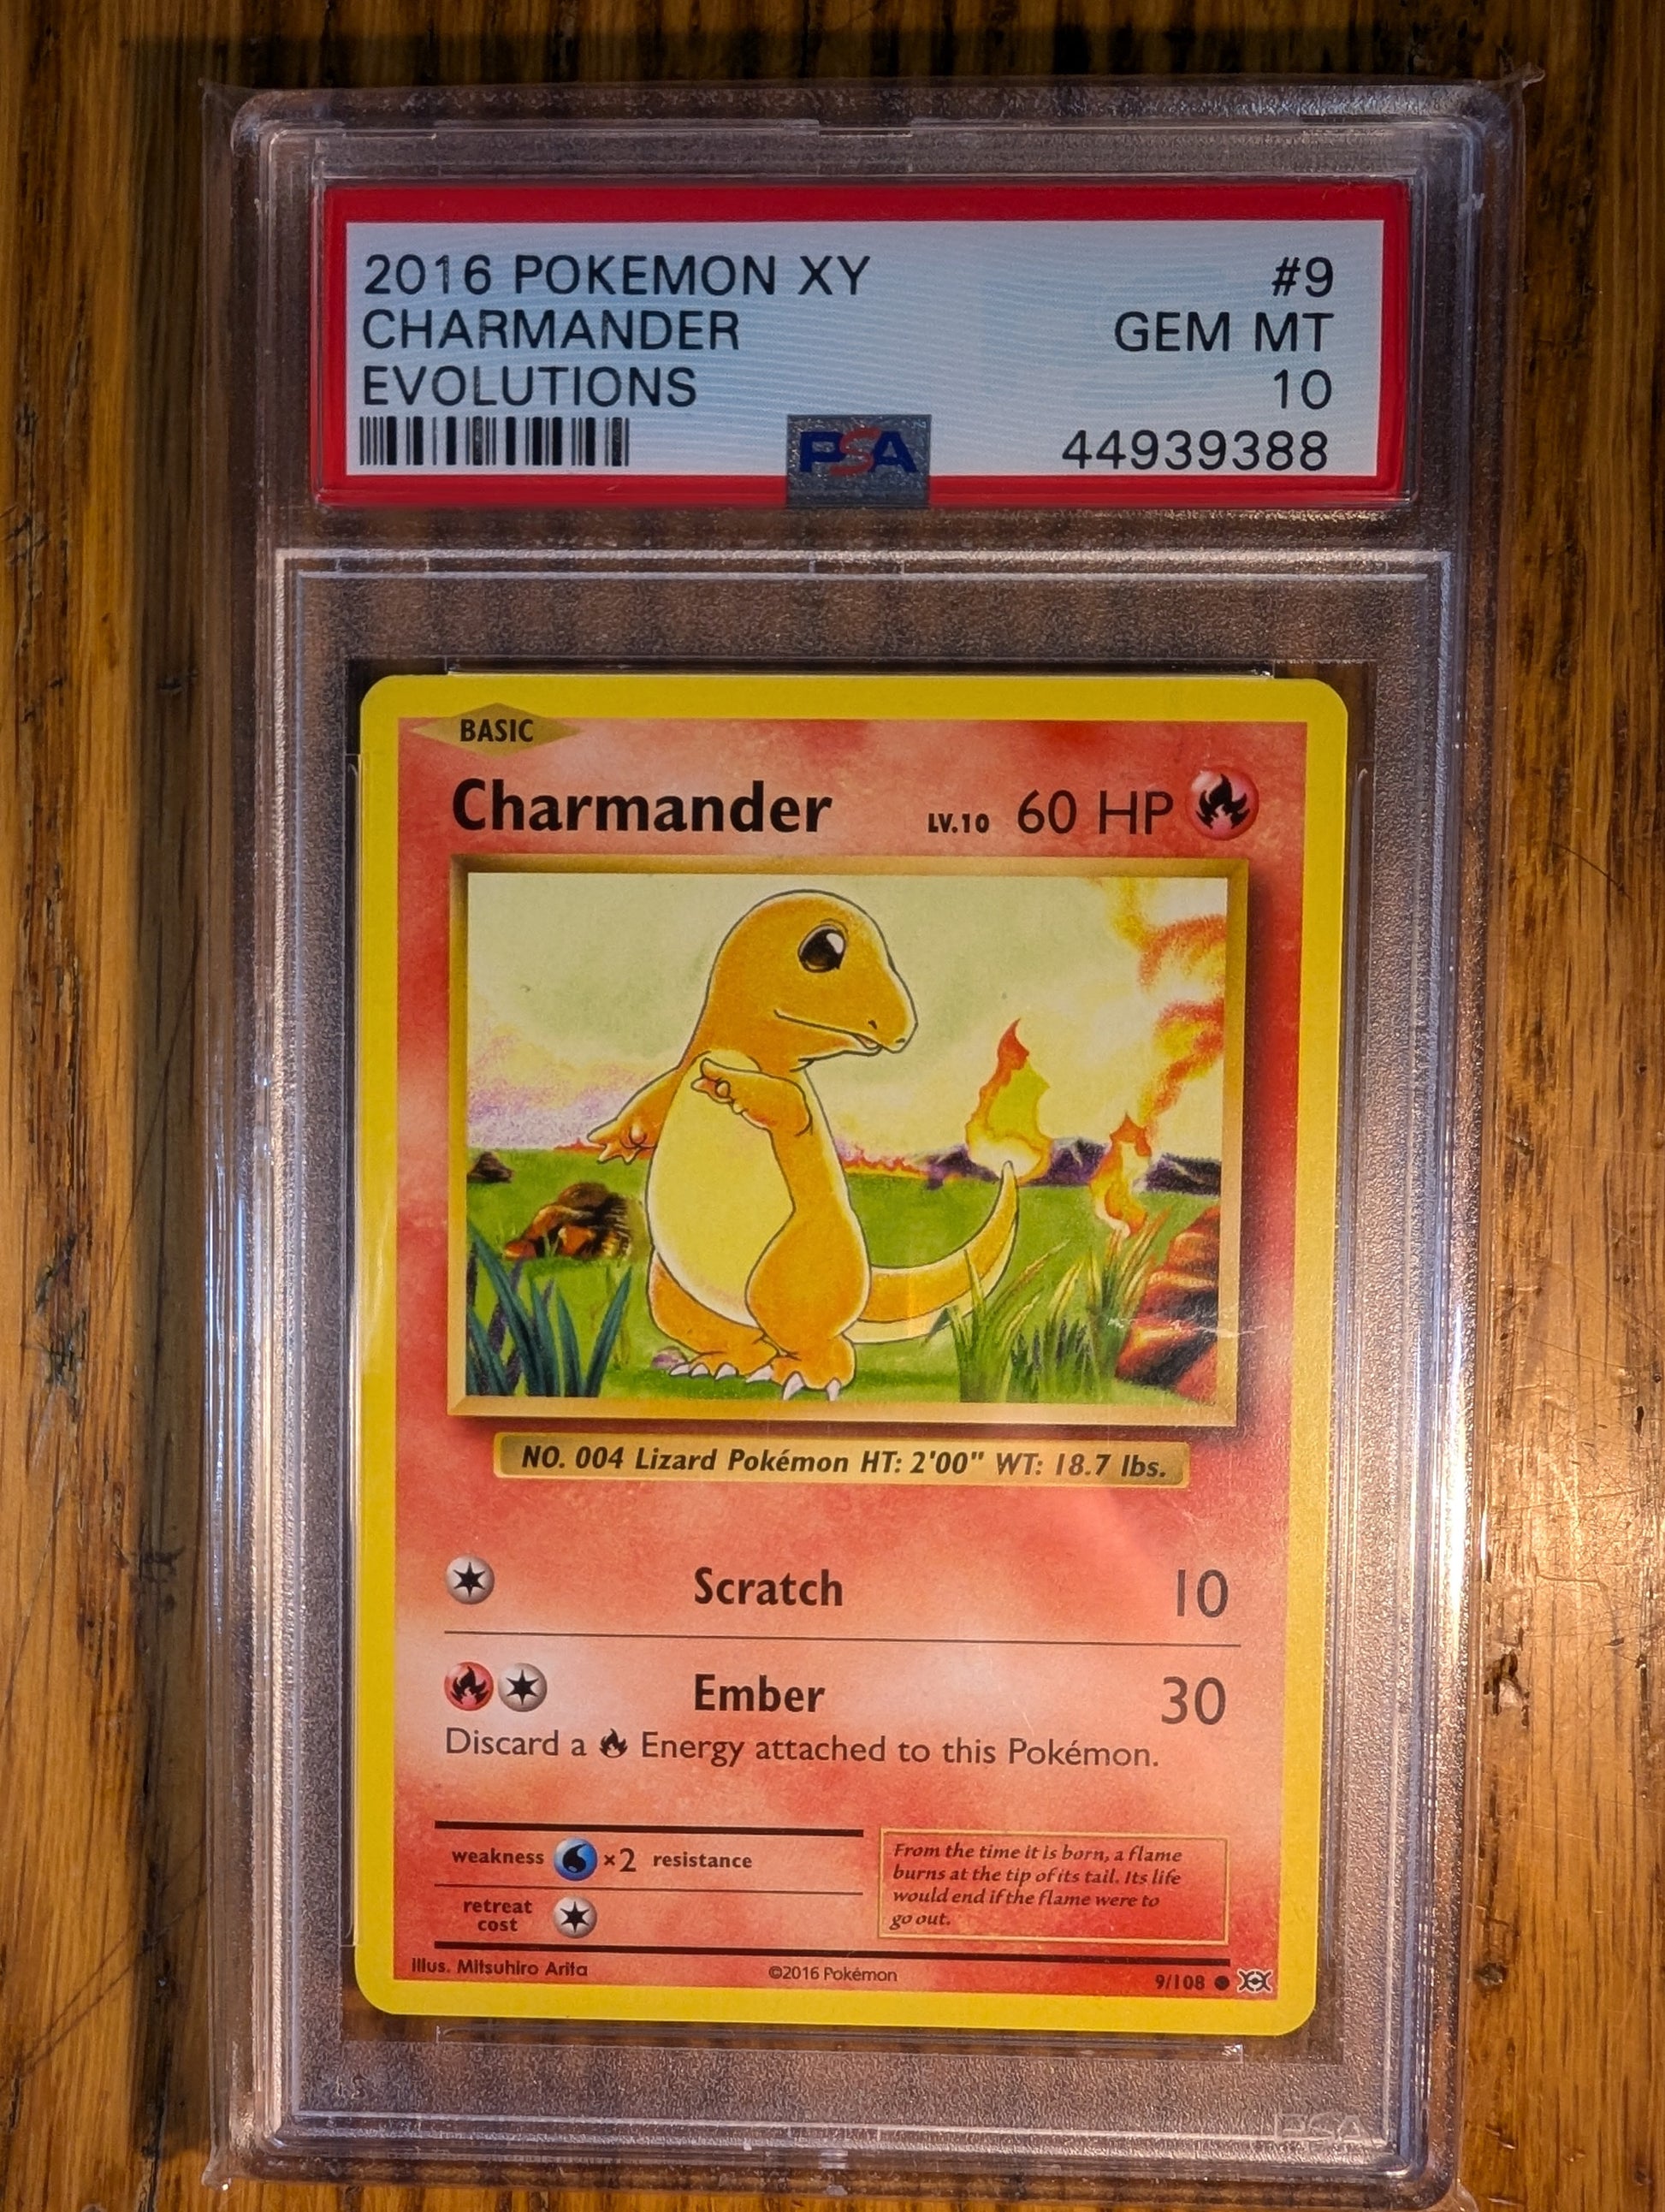 2016 POKEMON XY #9
CHARMANDER GEM MT
EVOLUTIONS 10
PSA 44939388
BASIC
Charmander LV.10 60 HP
NO. 004 Lizard Pokémon HT: 2'00" WT: 18.7 lbs.
Scratch 10
Ember 30
Discard a Energy attached to this Pokémon.
weakness ×2 resistance
retreat
cost
From the time it is born, a flame
burns at the tip of its tail. Its life
would end if the flame were to
go out.
Illus. Mitsuhiro Arita ©2016 Pokémon 9/108
PSA